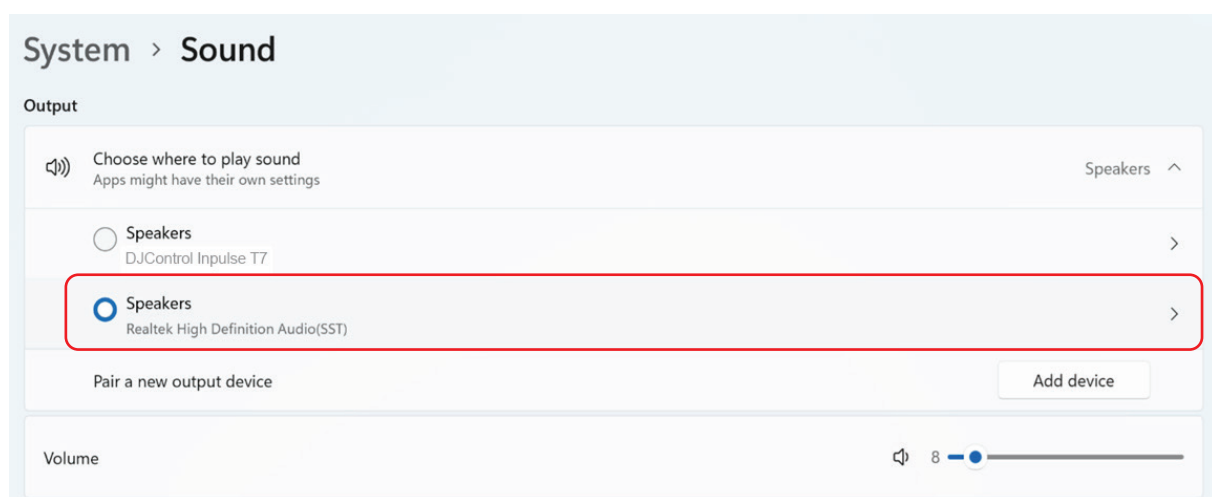 System > Sound
Output
Choose where to play sound
Apps might have their own settings
Speakers
Speakers
DJControl Inpulse T7
Speakers
Realtek High Definition Audio(SST)
Pair a new output device
Add device
Volume
8